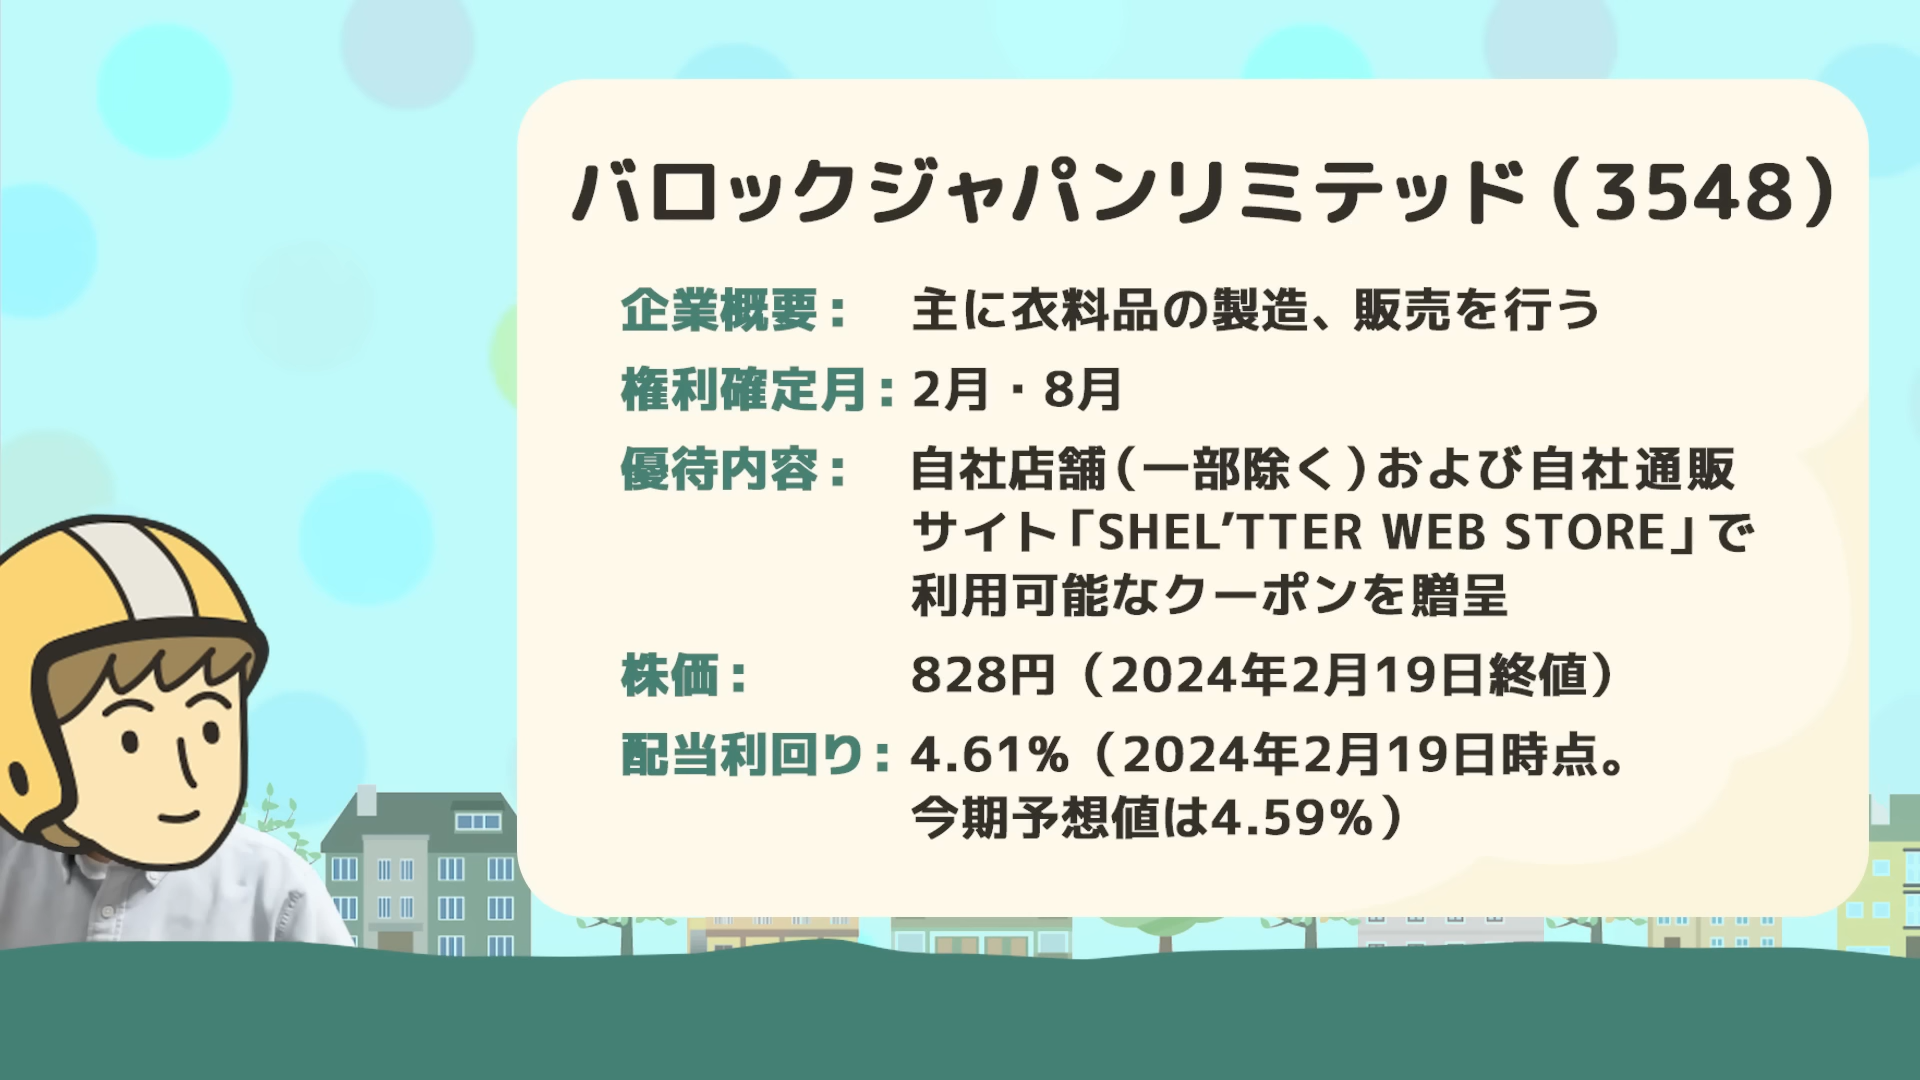 バロックジャパンリミテッド（3548）
企業概要： 主に衣料品の製造、販売を行う
権利確定月：2月・8月
優待内容： 自社店舗（一部除く）および自社通販
サイト「SHEL’TTER WEB STORE」で
利用可能なクーポンを贈呈
株価： 828円（2024年2月19日終値）
配当利回り：4.61%（2024年2月19日時点。
今期予想値は4.59%）